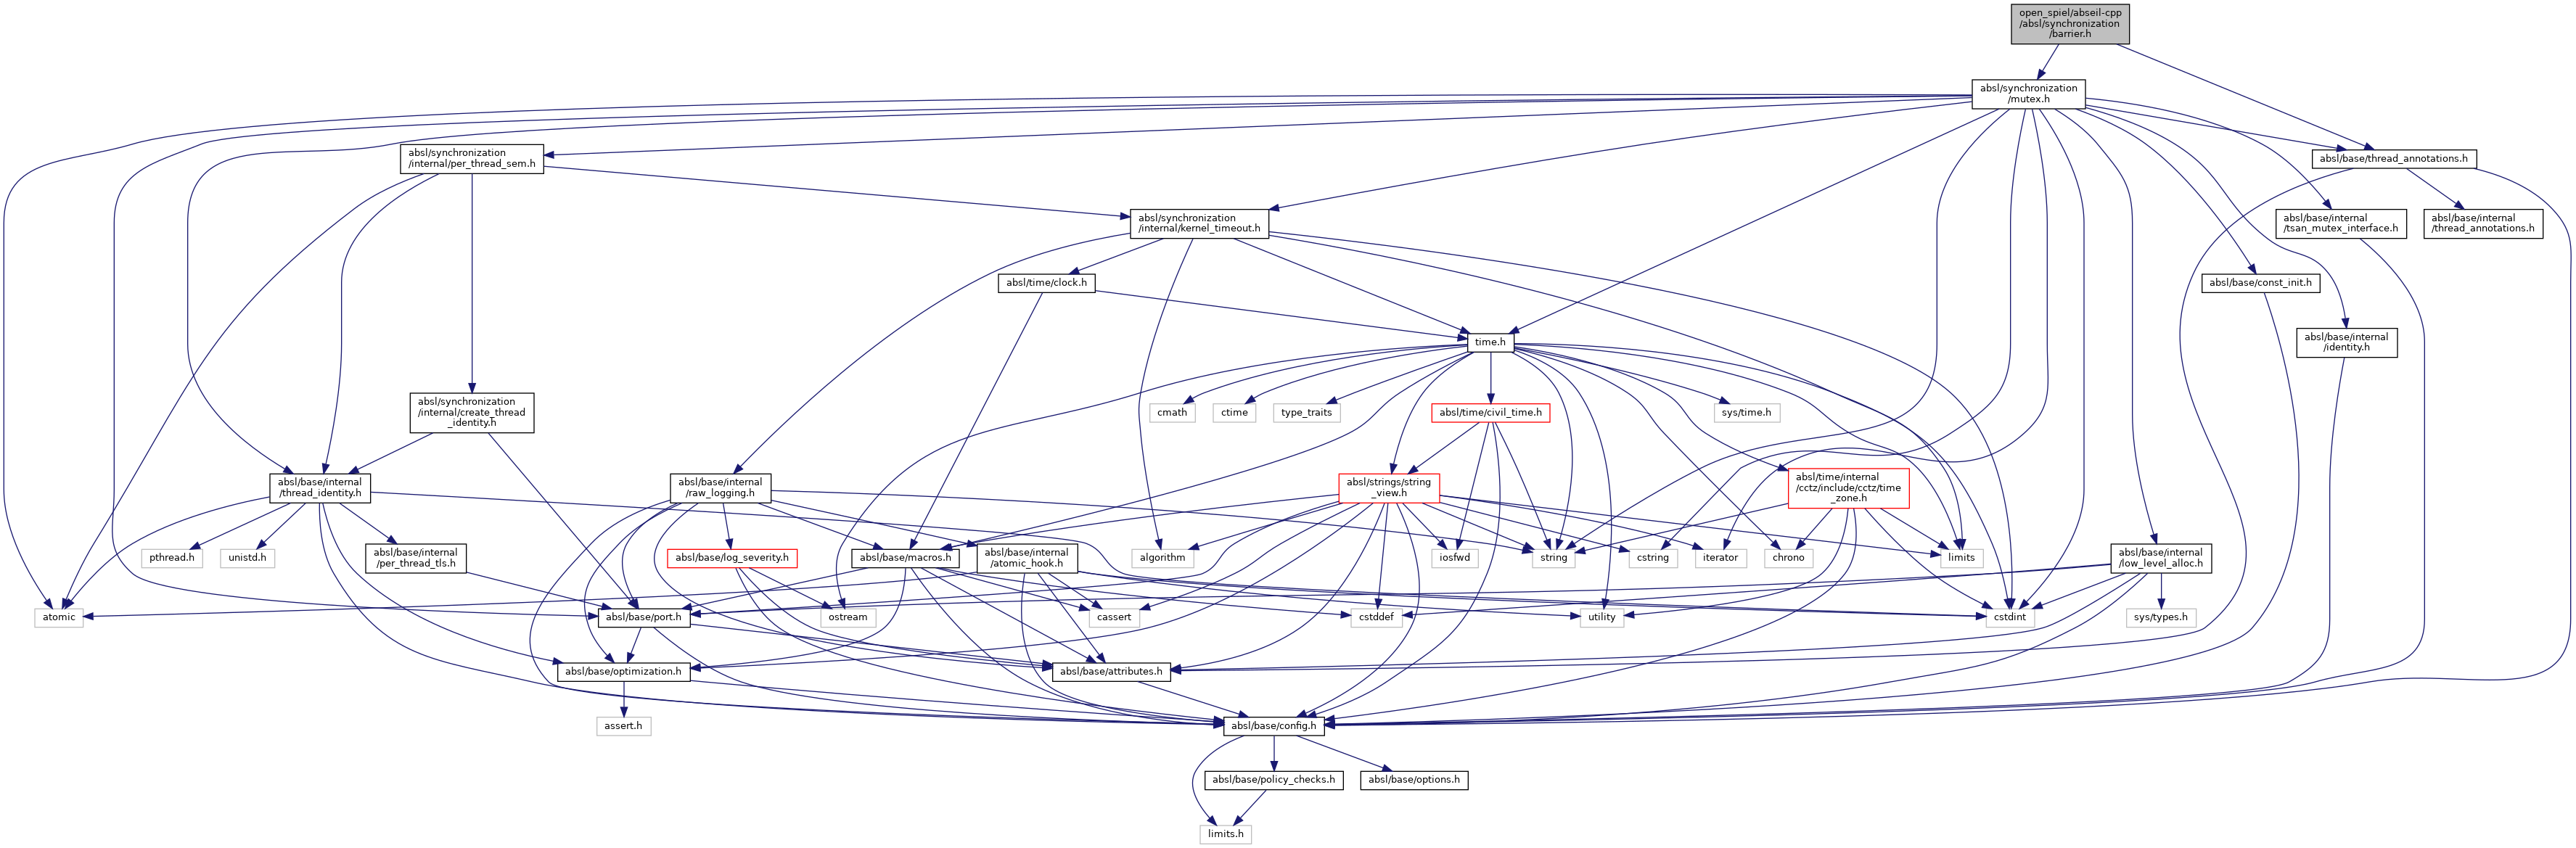 open_spiel/abseil-cpp
/absl/synchronization
/barrier.h
absl/synchronization
/mutex.h
absl/synchronization
/internal/per_thread_sem.h
absl/base/thread_annotations.h
absl/synchronization
/internal/kernel_timeout.h
absl/base/internal
/tsan_mutex_interface.h
absl/base/internal
/thread_annotations.h
absl/time/clock.h
absl/base/const_init.h
time.h
absl/base/internal
/identity.h
absl/synchronization
/internal/create_thread
_identity.h
cmath
ctime
type_traits
absl/time/civil_time.h
sys/time.h
absl/base/internal
/thread_identity.h
absl/base/internal
/raw_logging.h
absl/strings/string
_view.h
absl/time/internal
/cctz/include/cctz/time
_zone.h
pthread.h
unistd.h
absl/base/internal
/per_thread_tls.h
absl/base/log_severity.h
absl/base/macros.h
absl/base/internal
/atomic_hook.h
algorithm
iosfwd
string
cstring
iterator
chrono
limits
absl/base/internal
/low_level_alloc.h
atomic
absl/base/port.h
ostream
cassert
cstddef
utility
cstdint
sys/types.h
absl/base/optimization.h
absl/base/attributes.h
assert.h
absl/base/config.h
absl/base/policy_checks.h
absl/base/options.h
limits.h